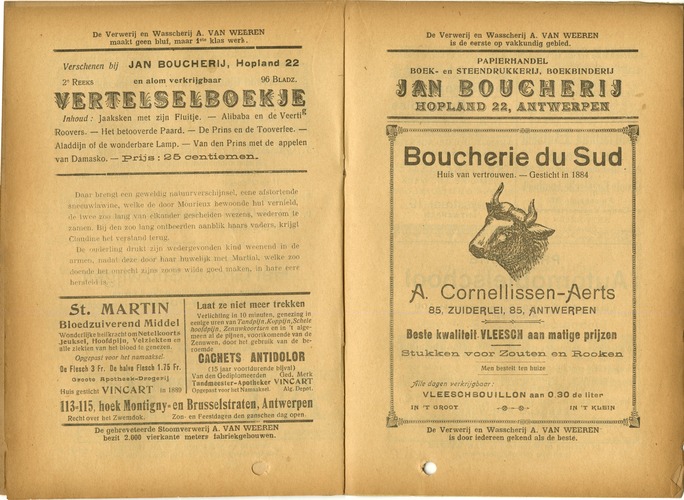 De Verwerij en Wasscherij A. VAN WEEREN
maakt geen bluf, maar 1ste klas werk.
Verschenen bij JAN BOUCHERIJ, Hopland 22
2e REEKS en alom verkrijgbaar 96 BLADZ.
VERTELSELBOEKJE
Inhoud : Jaaksken met zijn Fluitje. — Alibaba en de Veertig
Roovers. — Het betooverde Paard. — De Prins en de Tooverlee. —
Aladdijn of de wonderbare Lamp. — Van den Prins met de appelen
van Damasko. — Prijs : 25 centiemen.
Daar brengt een geweldig natuurverschijnsel, eene afstortende
sneeuwlawine, welke de door Mourieux bewoonde hut vernield,
de twee zoo lang van elkander gescheiden wezens, wederom te
zamen. Bij den zoo lang ontboorden aanblik haars vaders, krijgt
Claudine het verstand terug.
De oudeling drukt zijn wedergevonden kind weenend in de
armen, nadat deze door haar huwelijk met Martial, welke zoo
doende het onrecht zijns zoons wilde goed maken, in hare eere
hersteld is.
St. MARTIN
Bloedzuiverend Middel
Wonderlijke heilkracht om Netelkoorts
Jeuksel, Hoofdpijn, Velziekten en
alle ziekten van het bloed te genezen.
Opgepast voor het namaaksel.
De Flesch 3 Fr. De halve Flesch 1.75 Fr.
Groote Apotheek-Drogerij
Huis gesticht VINCART in 1869
Laat ze niet meer trekken
Verlichting in 10 minuten, genezing in
eenige uren van Tandpijn, Koppijn, Schele
hoofdpijn, Zenuwkoortsen en in 't alge-
meen al de pijnen, voortkomende van de
Zenuwen, door het gebruik van de be-
roemde
CACHETS ANTIDOLOR
(15 jaar voortdurende bijval)
Van den Gediplomeerden Ged. Merk
Tandmeester-Apotheker VINCART
Opgepast voor het Namaaksel. Alg. Depot.
113-115, hoek Montigny- en Brusselstraten, Antwerpen
Recht over het Zwemdok. Zon- en Feestdagen den ganschen dag open.
De gebreveteerde Stoomververij A. VAN WEEREN
bezit 2.000 vierkante meters fabriekgebouwen.
De Verwerij en Wasscherij A. VAN WEEREN
is de eerste op vakkundig gebied.
PAPIERHANDEL
BOEK- en STEENDRUKKERIJ, BOEKBINDERIJ
JAN BOUCHERIJ
HOPLAND 22, ANTWERPEN
Boucherie du Sud
Huis van vertrouwen. — Gesticht in 1884
A. Cornellissen-Aerts
85, ZUIDERLEI, 85, ANTWERPEN
Beste kwaliteit VLEESCH aan matige prijzen
Stukken voor Zouten en Rooken
Men bestelt ten huize
Alle dagen verkrijgbaar :
VLEESCHBOUILLON aan 0,30 de liter
IN 'T GROOT IN 'T KLEIN
De Verwerij en Wasscherij A. VAN WEEREN
is door iedereen gekend als de beste.